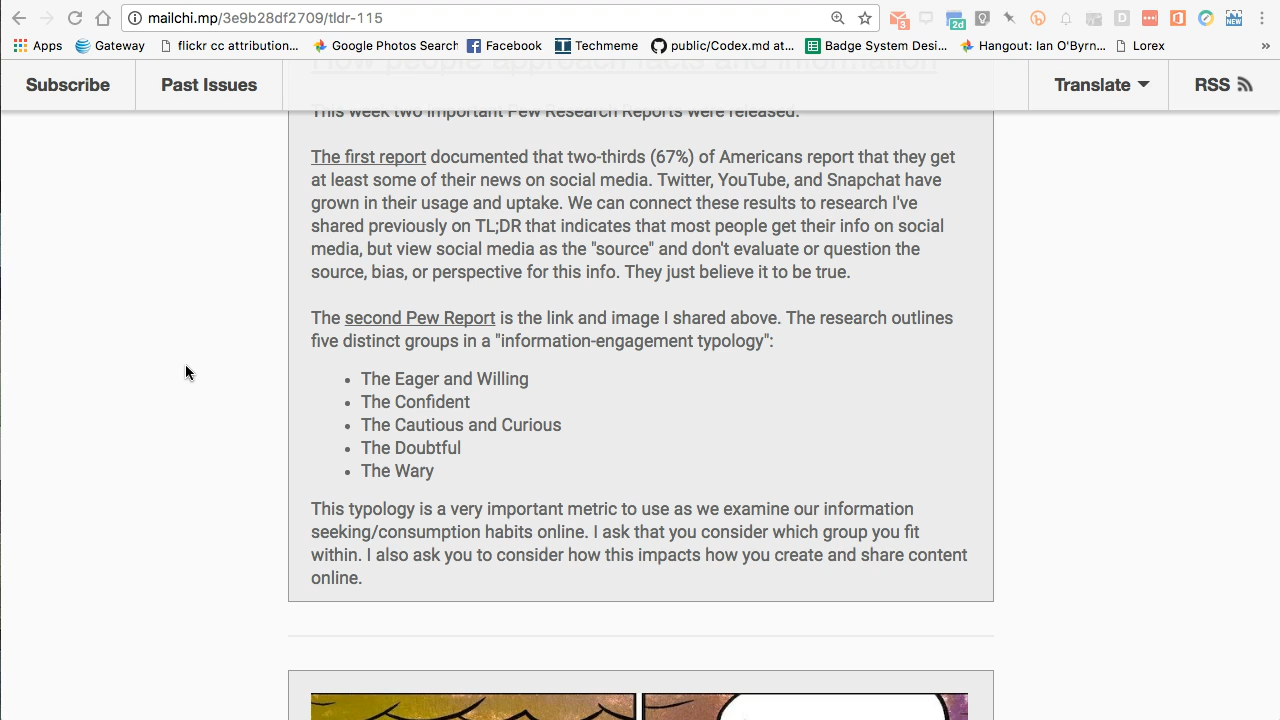 mailchi.mp/3e9b28df2709/tldr-115
3
2d
D
NEW
Apps
Gateway
flickr cc attribution...
Google Photos Search
Facebook
Techmeme
public/Codex.md at...
Badge System Desi...
Hangout: Ian O'Byrn...
Lorex
»
Subscribe
Past Issues
How people approach facts and information
Translate
RSS
This week two important Pew Research Reports were released.
The first report documented that two-thirds (67%) of Americans report that they get
at least some of their news on social media. Twitter, YouTube, and Snapchat have
grown in their usage and uptake. We can connect these results to research I've
shared previously on TL;DR that indicates that most people get their info on social
media, but view social media as the "source" and don't evaluate or question the
source, bias, or perspective for this info. They just believe it to be true.
The second Pew Report is the link and image I shared above. The research outlines
five distinct groups in a "information-engagement typology":
• The Eager and Willing
• The Confident
• The Cautious and Curious
• The Doubtful
• The Wary
This typology is a very important metric to use as we examine our information
seeking/consumption habits online. I ask that you consider which group you fit
within. I also ask you to consider how this impacts how you create and share content
online.